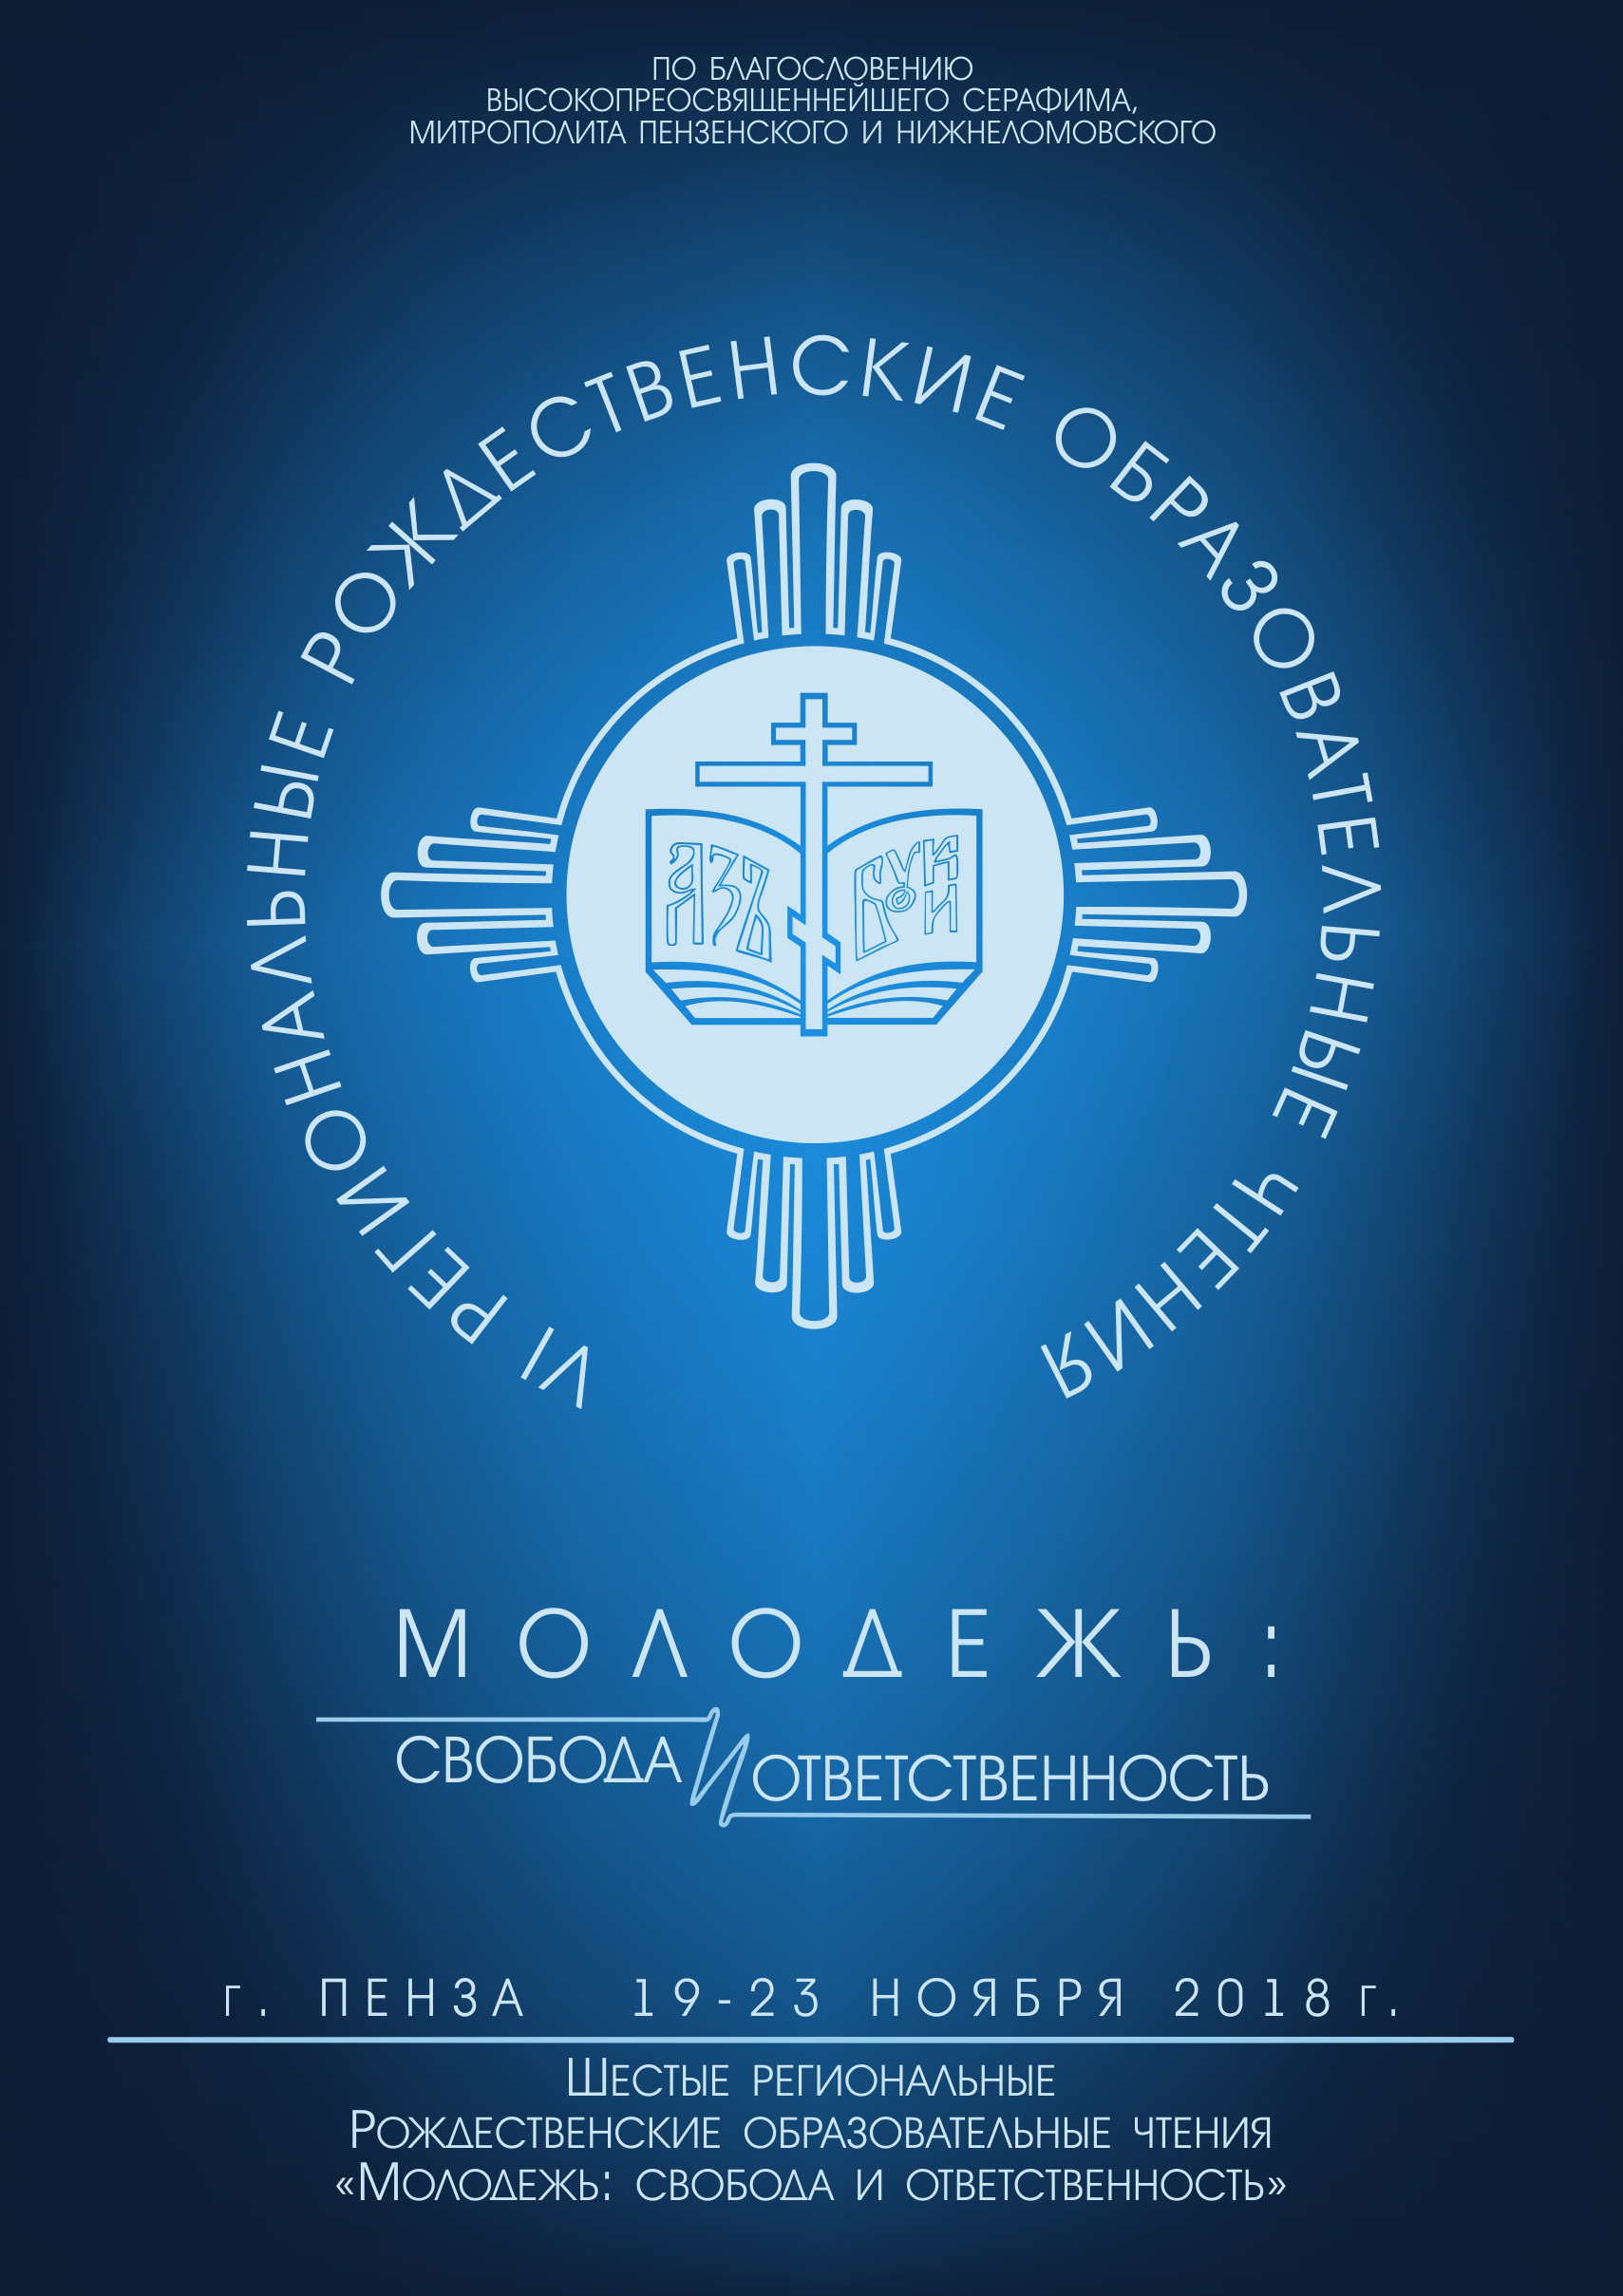 ПО БЛАГОСЛОВЕНИЮ
ВЫСОКОПРЕОСВЯЩЕННЕЙШЕГО СЕРАФИМА,
МИТРОПОЛИТА ПЕНЗЕНСКОГО И НИЖНЕЛОМОВСКОГО
VI РЕГИОНАЛЬНЫЕ РОЖДЕСТВЕНСКИЕ ОБРАЗОВАТЕЛЬНЫЕ ЧТЕНИЯ
АЗЪ БУКИ
МОЛОДЕЖЬ:
СВОБОДА И ОТВЕТСТВЕННОСТЬ
г. ПЕНЗА 19-23 НОЯБРЯ 2018 г.
Шестые региональные
Рождественские образовательные чтения
«Молодежь: свобода и ответственность»